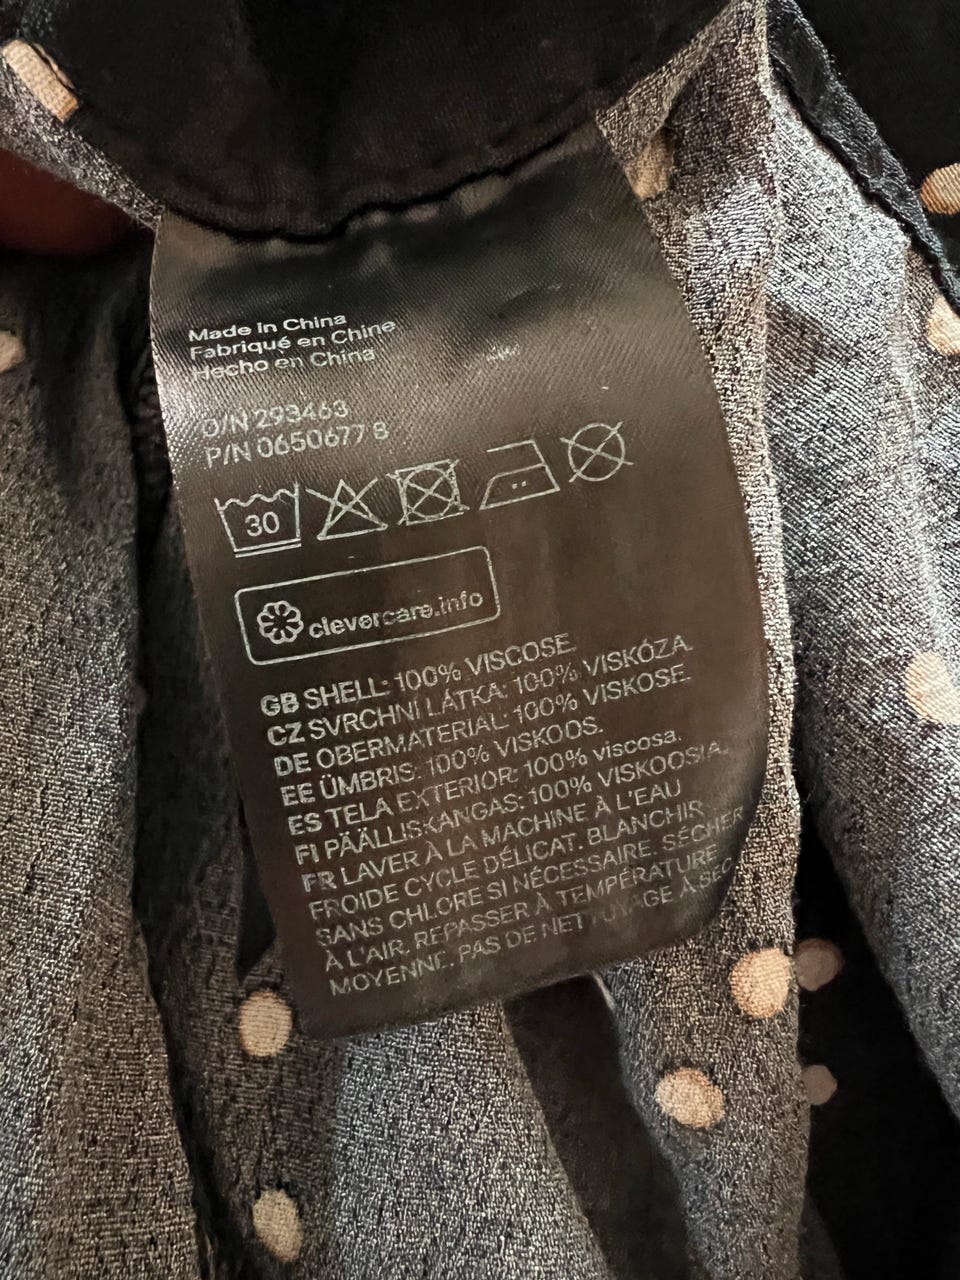 Made in China
Fabriqué en Chine
Hecho en China
O/N 293463
P/N 0650677 8
30
clevercare.info
GB SHELL: 100% VISCOSE.
CZ SVRCHNÍ LÁTKA: 100% VISKÓZA.
DE OBERMATERIAL: 100% VISKOSE.
EE ÜMBRIS: 100% VISKOOS.
ES TELA EXTERIOR: 100% viscosa.
FI PÄÄLLISKANGAS: 100% VISKOOSIA.
FR LAVER À LA MACHINE À L'EAU
FROIDE CYCLE DÉLICAT. BLANCHIR
SANS CHLORE SI NÉCESSAIRE. SÉCHER
À L'AIR. REPASSER À TEMPÉRATURE
MOYENNE. PAS DE NETTOYAGE À SEC